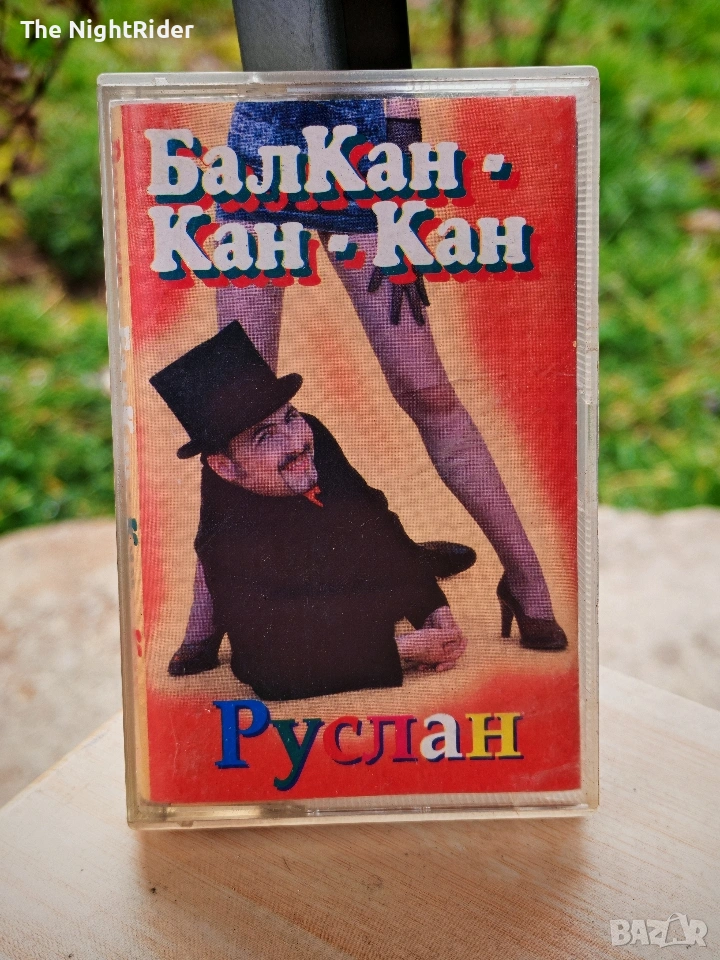 The NightRider
БалКан -
Кан - Кан
Руслан
BAZAR